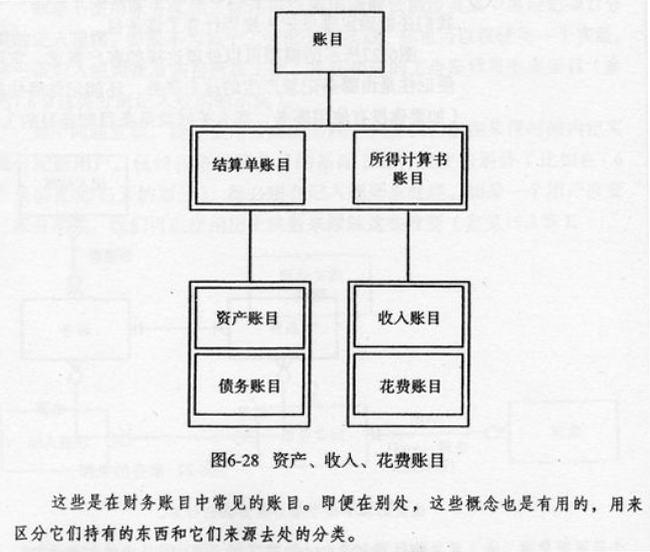 账目
结算单账目
所得计算书
账目
资产账目
收入账目
债务账目
花费账目
图6-28 资产、收入、花费账目
这些是在财务账目中常见的账目。即便在别处，这些概念也是有用的，用来
区分它们持有的东西和它们来源去处的分类。